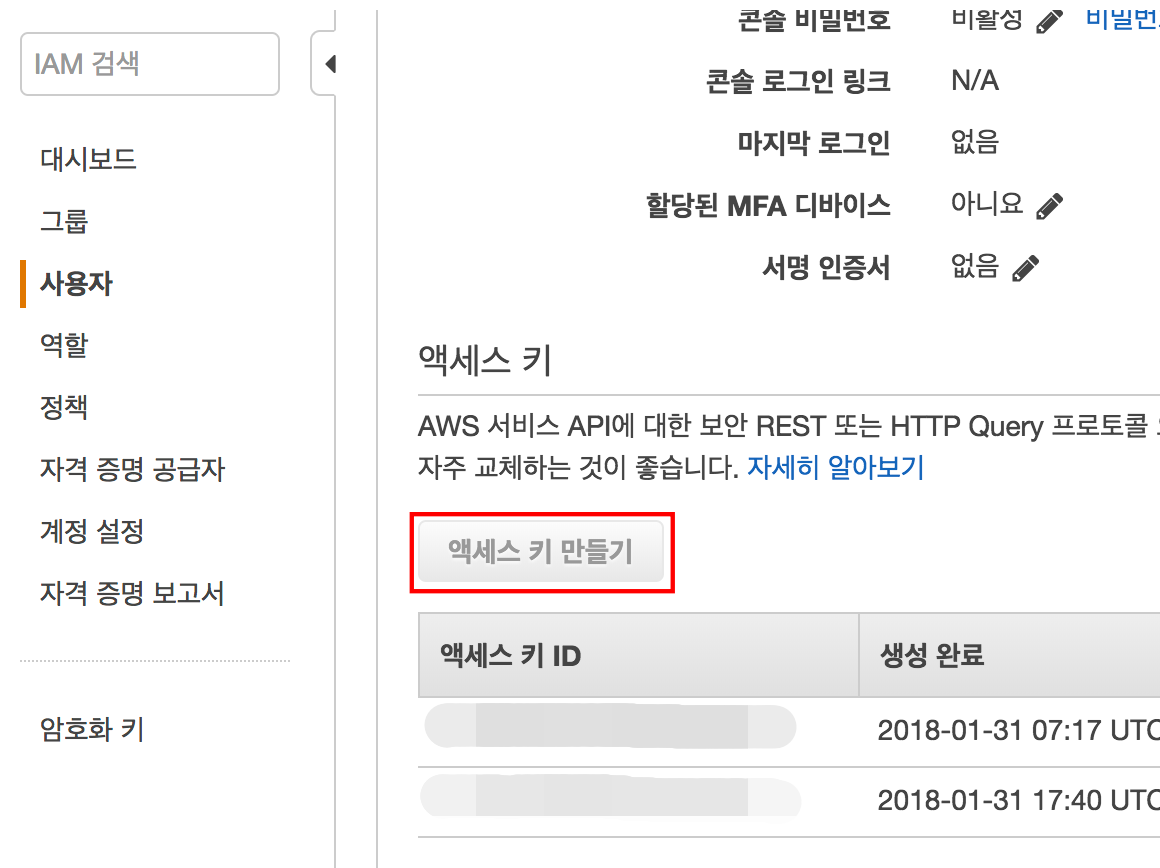 콘솔 비밀번호 비활성 비밀번
IAM 검색
콘솔 로그인 링크 N/A
대시보드
마지막 로그인 없음
그룹
할당된 MFA 디바이스 아니요
사용자
서명 인증서 없음
역할
정책
자격 증명 공급자
계정 설정
자격 증명 보고서
암호화 키
액세스 키
AWS 서비스 API에 대한 보안 REST 또는 HTTP Query 프로토콜
자주 교체하는 것이 좋습니다. 자세히 알아보기
액세스 키 만들기
액세스 키 ID 생성 완료
2018-01-31 07:17 UTC
2018-01-31 17:40 UTC